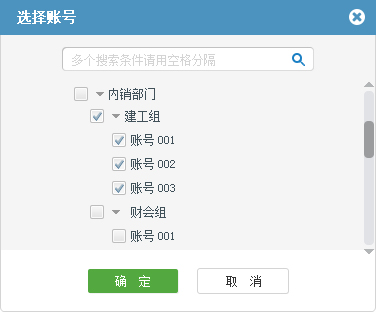 选择账号
多个搜索条件请用空格分隔
内销部门
建工组
账号 001
账号 002
账号 003
财会组
账号 001
确 定
取 消